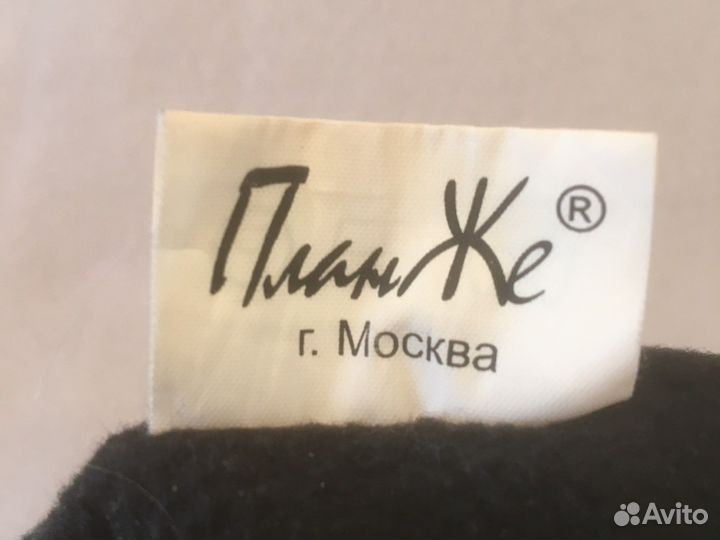 ПланЖе ®
г. Москва
Avito